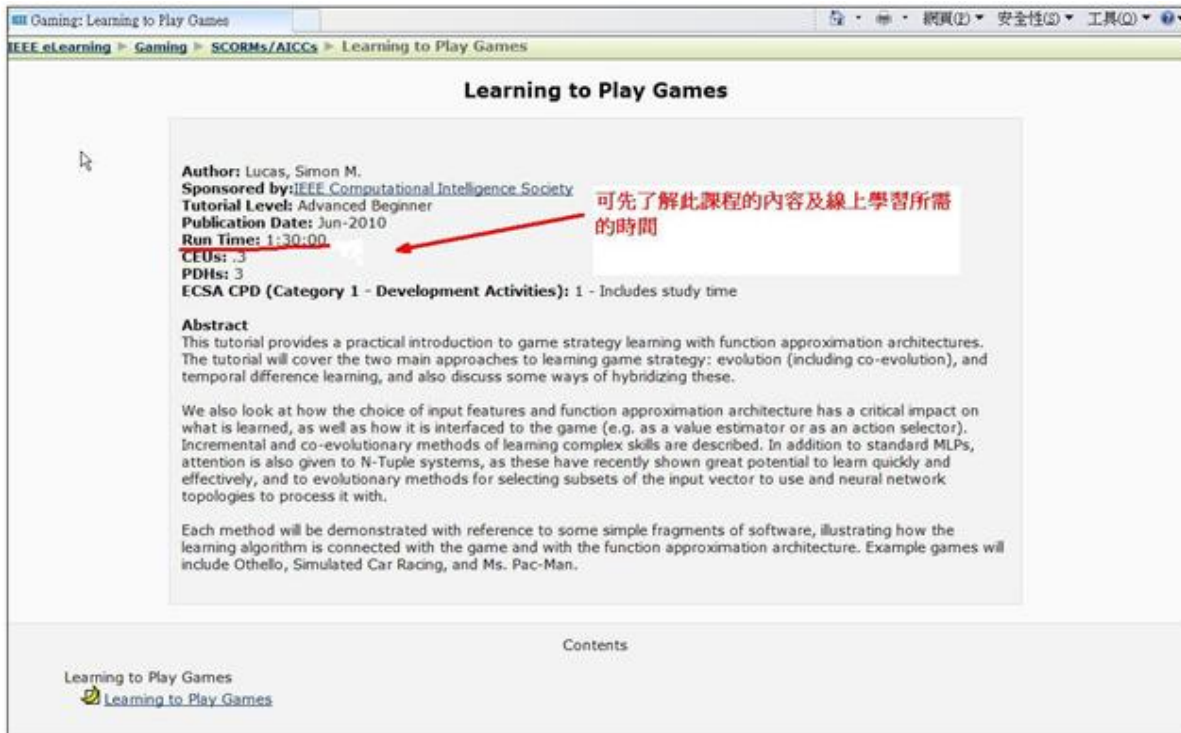 Gaming: Learning to Play Games
網頁(P) 安全性(S) 工具(O)
IEEE eLearning ► Gaming ► SCORMs/AICCs ► Learning to Play Games
Learning to Play Games
Author: Lucas, Simon M.
Sponsored by:IEEE Computational Intelligence Society
Tutorial Level: Advanced Beginner
Publication Date: Jun-2010
Run Time: 1:30:00
CEUs: .3
PDHs: 3
ECSA CPD (Category 1 - Development Activities): 1 - Includes study time
可先了解此課程的內容及線上學習所需
的時間
Abstract
This tutorial provides a practical introduction to game strategy learning with function approximation architectures.
The tutorial will cover the two main approaches to learning game strategy: evolution (including co-evolution), and
temporal difference learning, and also discuss some ways of hybridizing these.
We also look at how the choice of input features and function approximation architecture has a critical impact on
what is learned, as well as how it is interfaced to the game (e.g. as a value estimator or as an action selector).
Incremental and co-evolutionary methods of learning complex skills are described. In addition to standard MLPs,
attention is also given to N-Tuple systems, as these have recently shown great potential to learn quickly and
effectively, and to evolutionary methods for selecting subsets of the input vector to use and neural network
topologies to process it with.
Each method will be demonstrated with reference to some simple fragments of software, illustrating how the
learning algorithm is connected with the game and with the function approximation architecture. Example games will
include Othello, Simulated Car Racing, and Ms. Pac-Man.
Contents
Learning to Play Games
Learning to Play Games